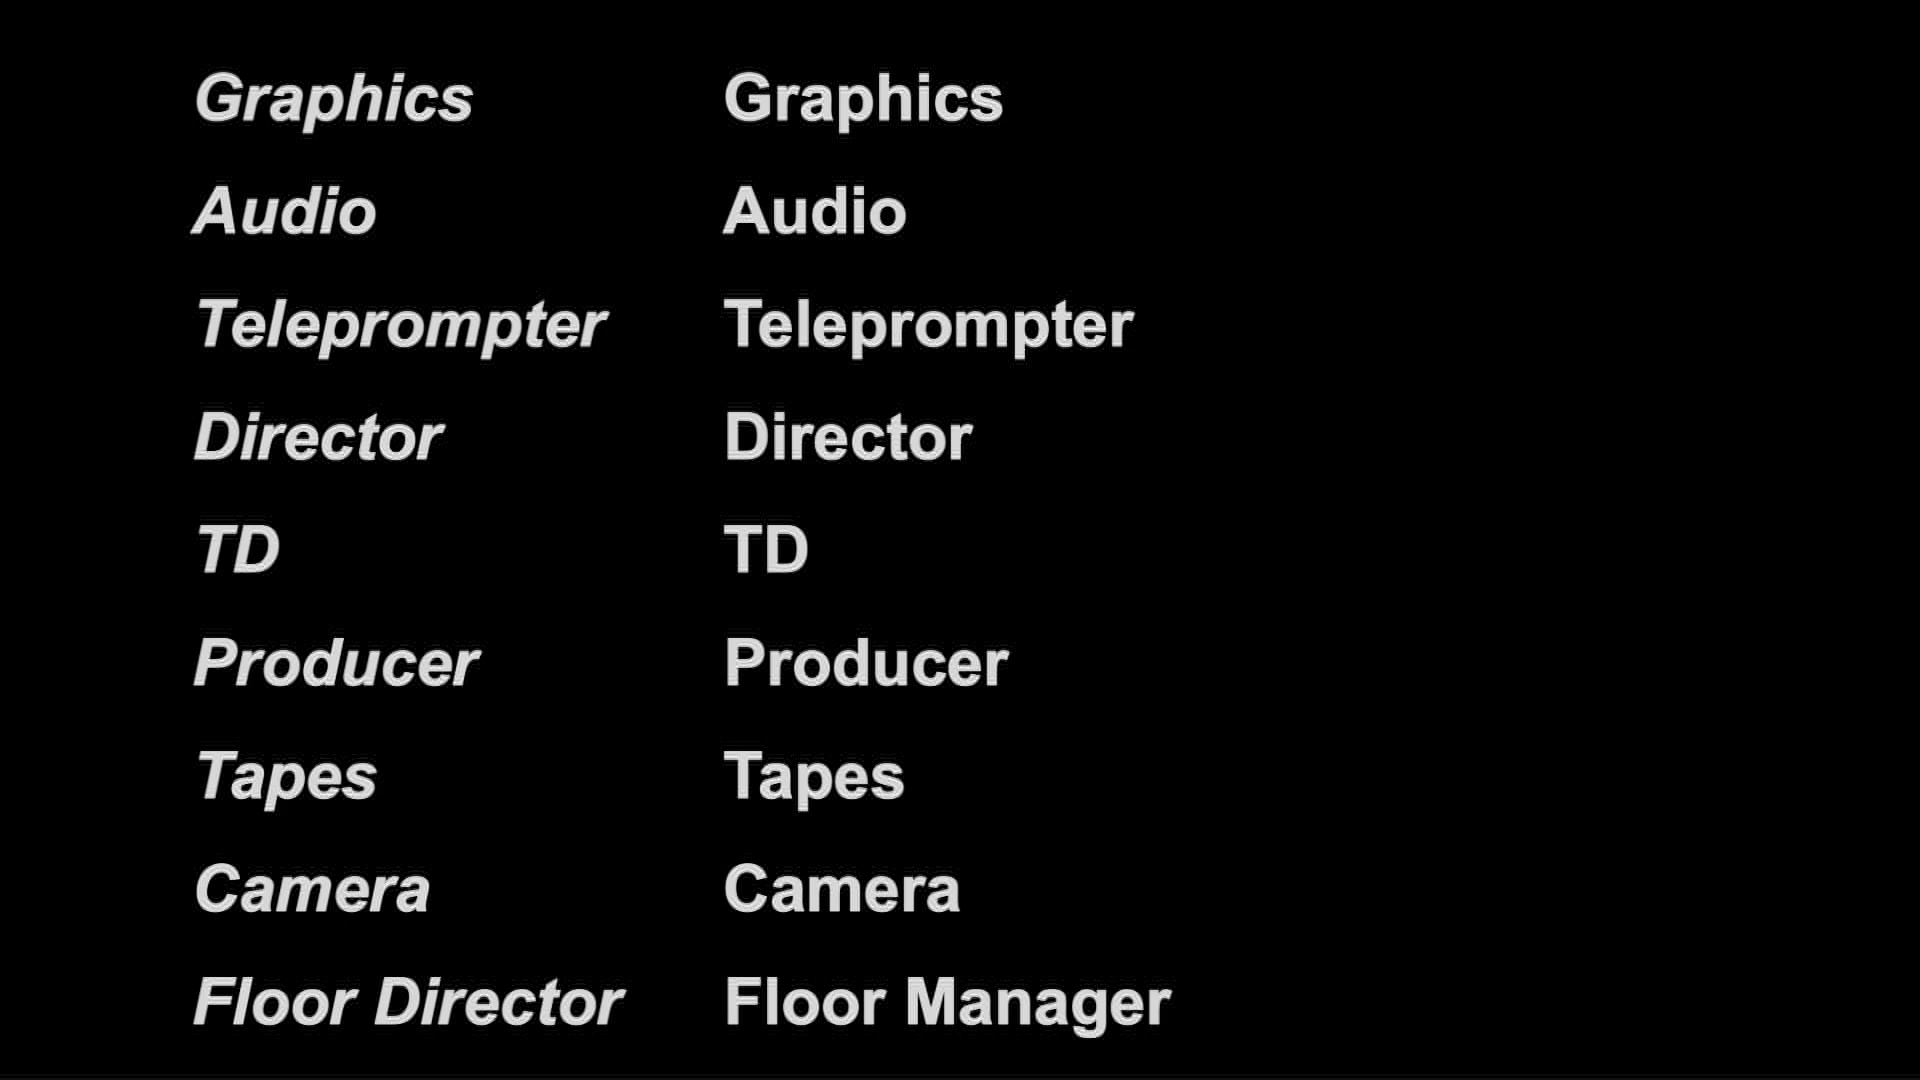 Graphics Graphics
Audio Audio
Teleprompter Teleprompter
Director Director
TD TD
Producer Producer
Tapes Tapes
Camera Camera
Floor Director Floor Manager